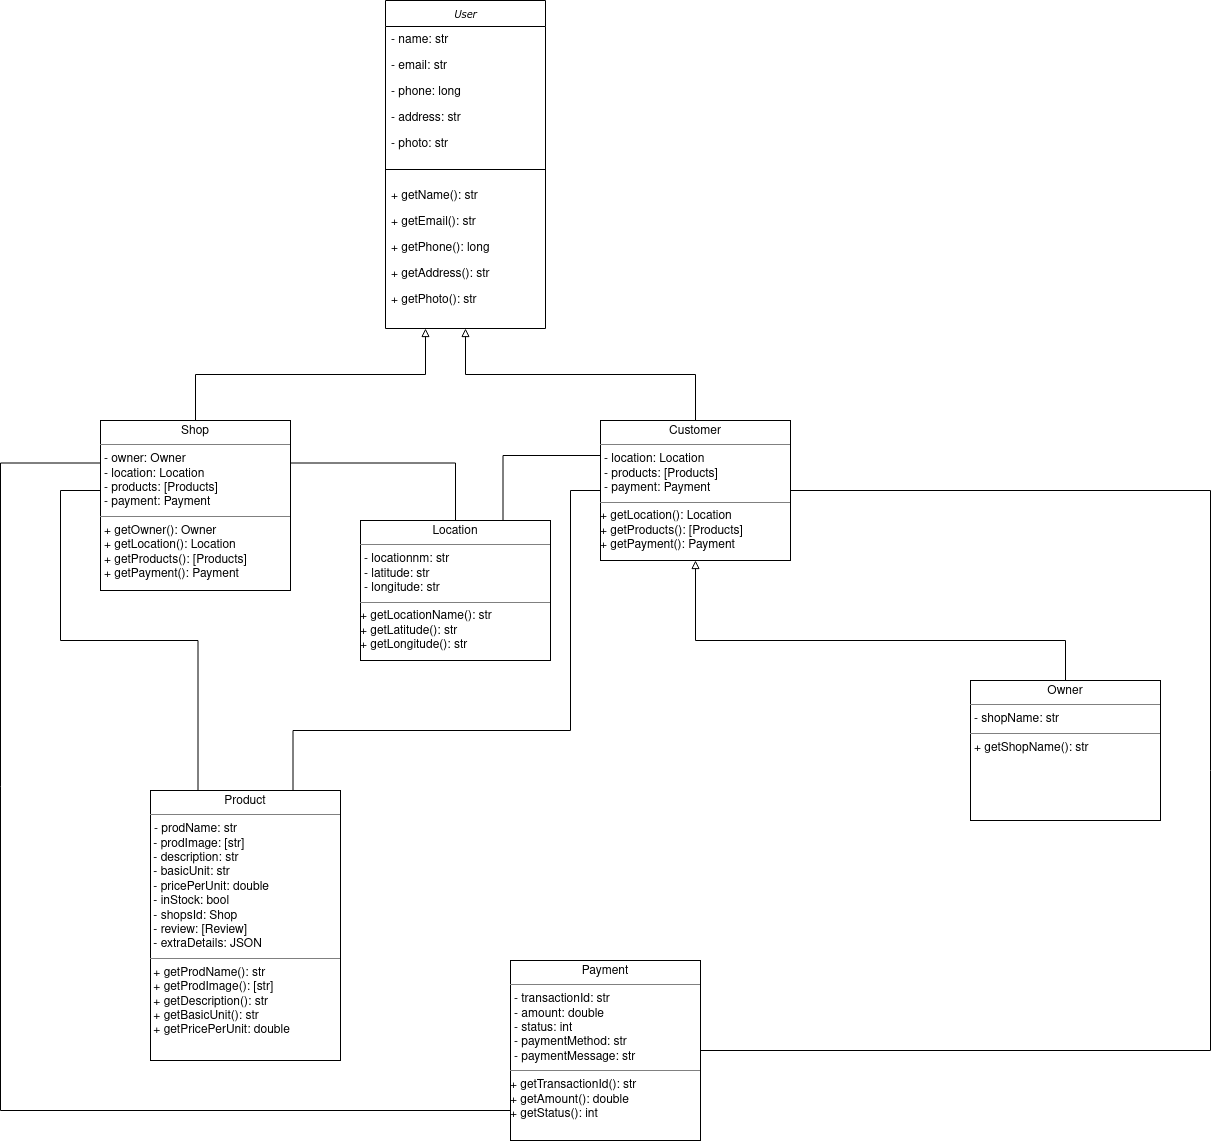 User
- name: str
- email: str
- phone: long
- address: str
- photo: str
+ getName(): str
+ getEmail(): str
+ getPhone(): long
+ getAddress(): str
+ getPhoto(): str
Shop
- owner: Owner
- location: Location
- products: [Products]
- payment: Payment
+ getOwner(): Owner
+ getLocation(): Location
+ getProducts(): [Products]
+ getPayment(): Payment
Customer
- location: Location
- products: [Products]
- payment: Payment
+ getLocation(): Location
+ getProducts(): [Products]
+ getPayment(): Payment
Location
- locationnm: str
- latitude: str
- longitude: str
+ getLocationName(): str
+ getLatitude(): str
+ getLongitude(): str
Owner
- shopName: str
+ getShopName(): str
Product
- prodName: str
- prodImage: [str]
- description: str
- basicUnit: str
- pricePerUnit: double
- inStock: bool
- shopsId: Shop
- review: [Review]
- extraDetails: JSON
+ getProdName(): str
+ getProdImage(): [str]
+ getDescription(): str
+ getBasicUnit(): str
+ getPricePerUnit: double
Payment
- transactionId: str
- amount: double
- status: int
- paymentMethod: str
- paymentMessage: str
+ getTransactionId(): str
+ getAmount(): double
+ getStatus(): int